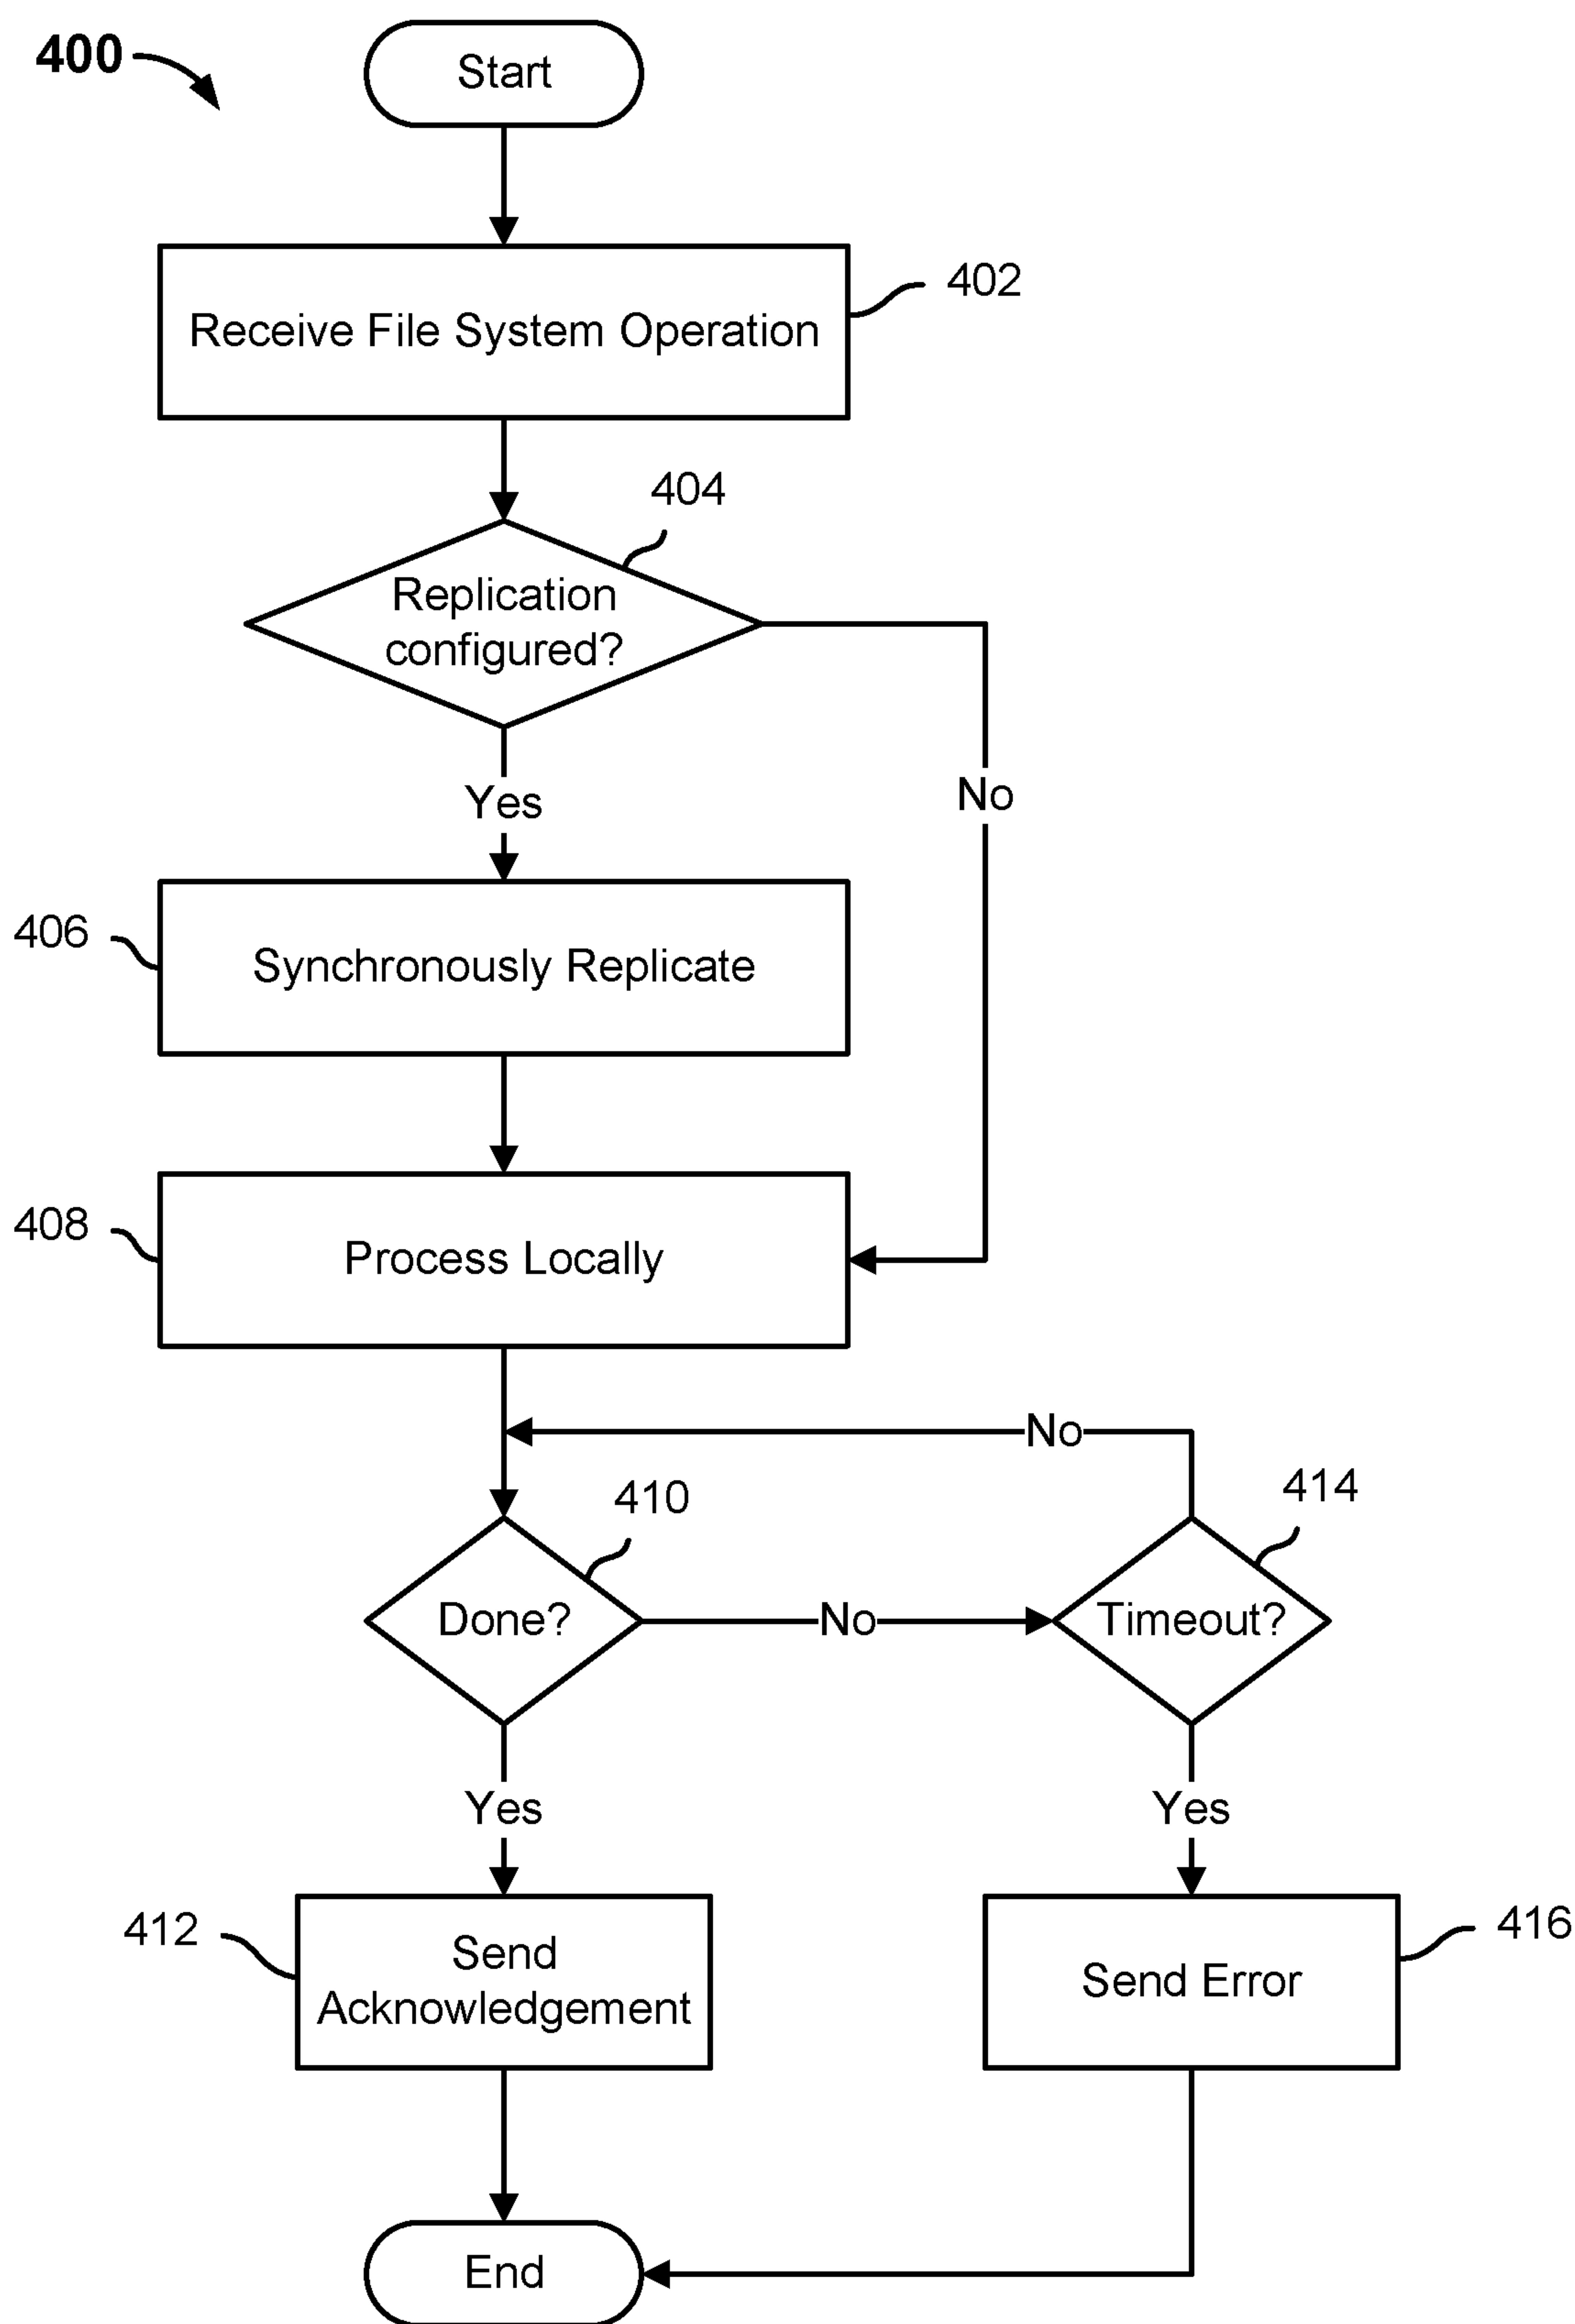 400
Start
402
Receive File System Operation
404
Replication
configured?
Yes
No
406
Synchronously Replicate
408
Process Locally
No
410
414
Done?
No
Timeout?
Yes
Yes
412
Send
Acknowledgement
416
Send Error
End